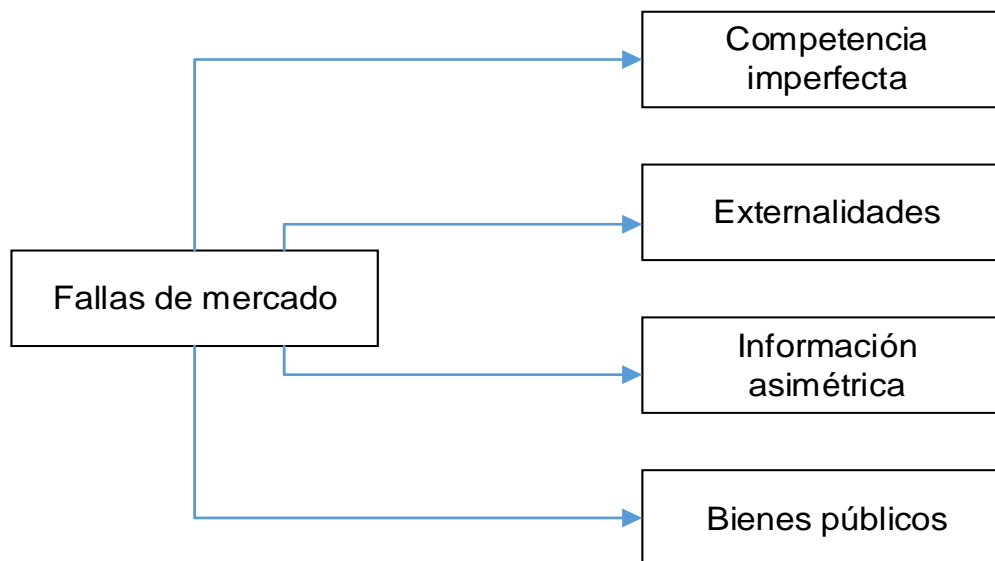 Competencia
imperfecta
Externalidades
Fallas de mercado
Información
asimétrica
Bienes públicos